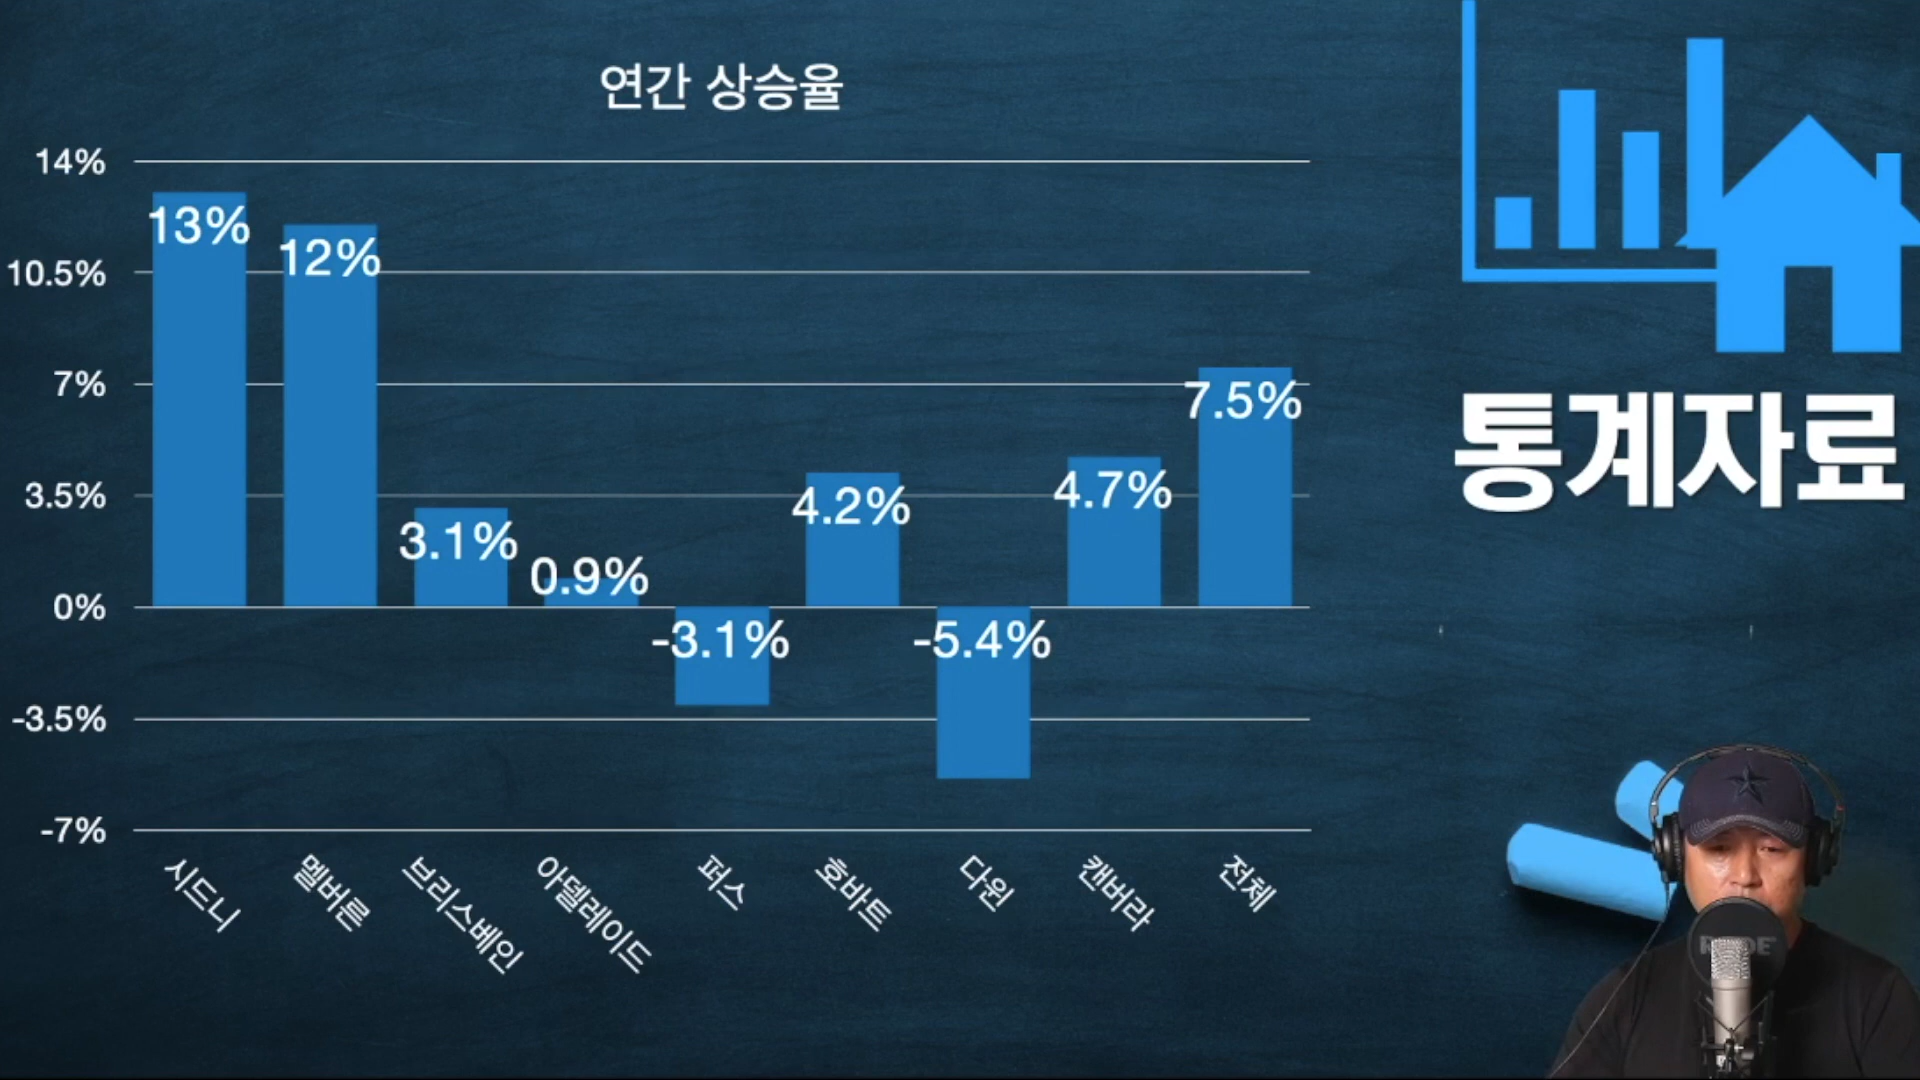 연간 상승율
14%
10.5%
7%
3.5%
0%
-3.5%
-7%
13%
12%
3.1%
0.9%
-3.1%
4.2%
-5.4%
4.7%
7.5%
시드니
멜버른
브리스베인
아델레이드
퍼스
호바트
다윈
캔버라
전체
통계자료